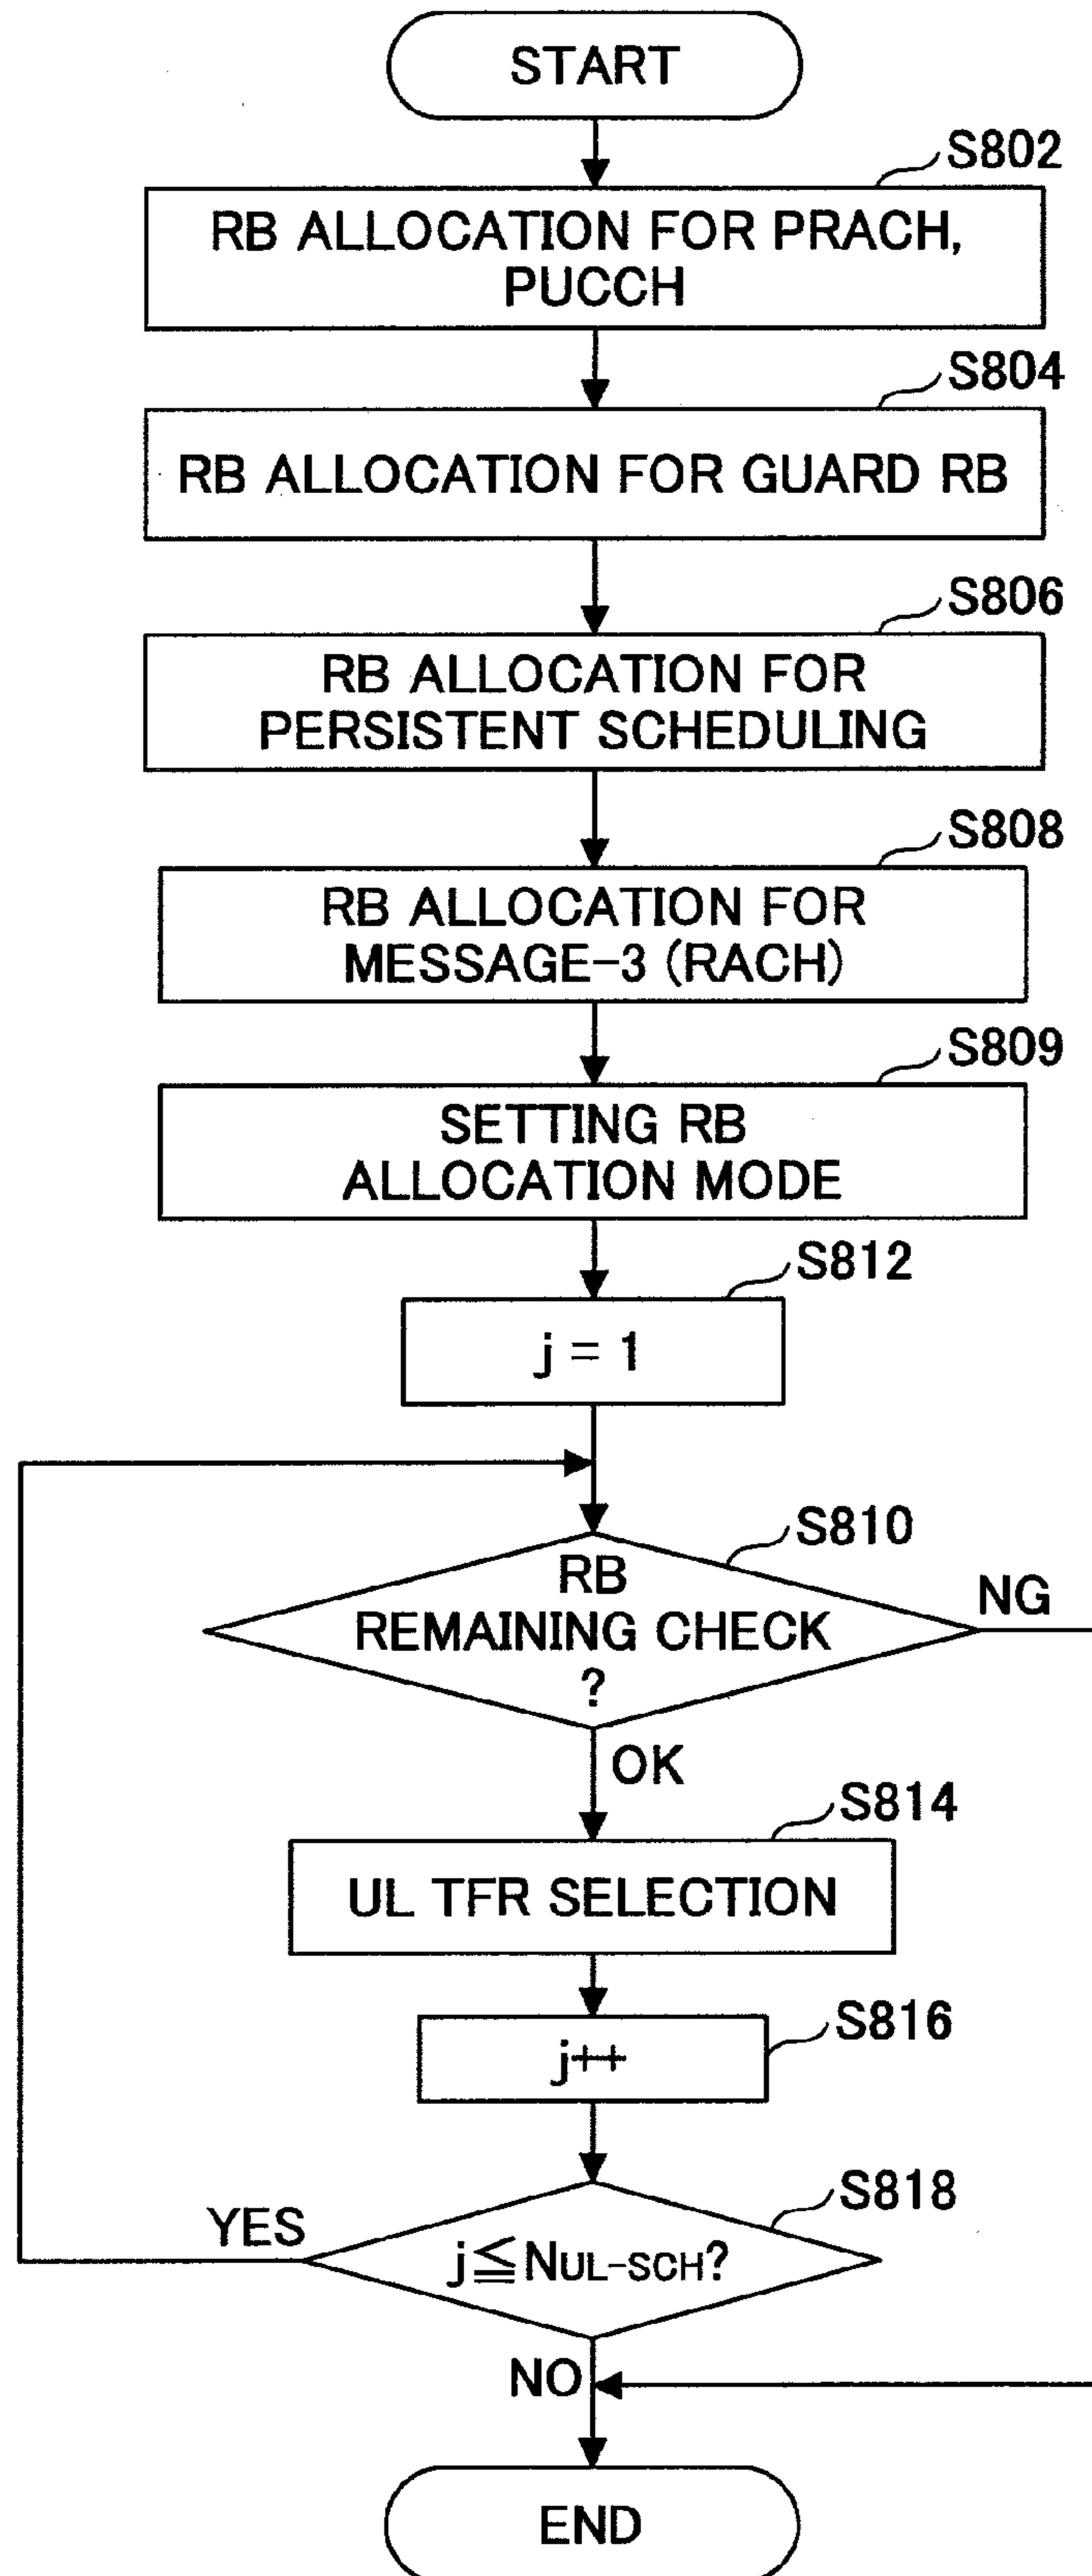 START
S802
RB ALLOCATION FOR PRACH,
PUCCH
S804
RB ALLOCATION FOR GUARD RB
S806
RB ALLOCATION FOR
PERSISTENT SCHEDULING
S808
RB ALLOCATION FOR
MESSAGE-3 (RACH)
S809
SETTING RB
ALLOCATION MODE
S812
j = 1
S810
RB
REMAINING CHECK
?
NG
OK
S814
UL TFR SELECTION
S816
j++
S818
YES
j≦NUL-SCH?
NO
END